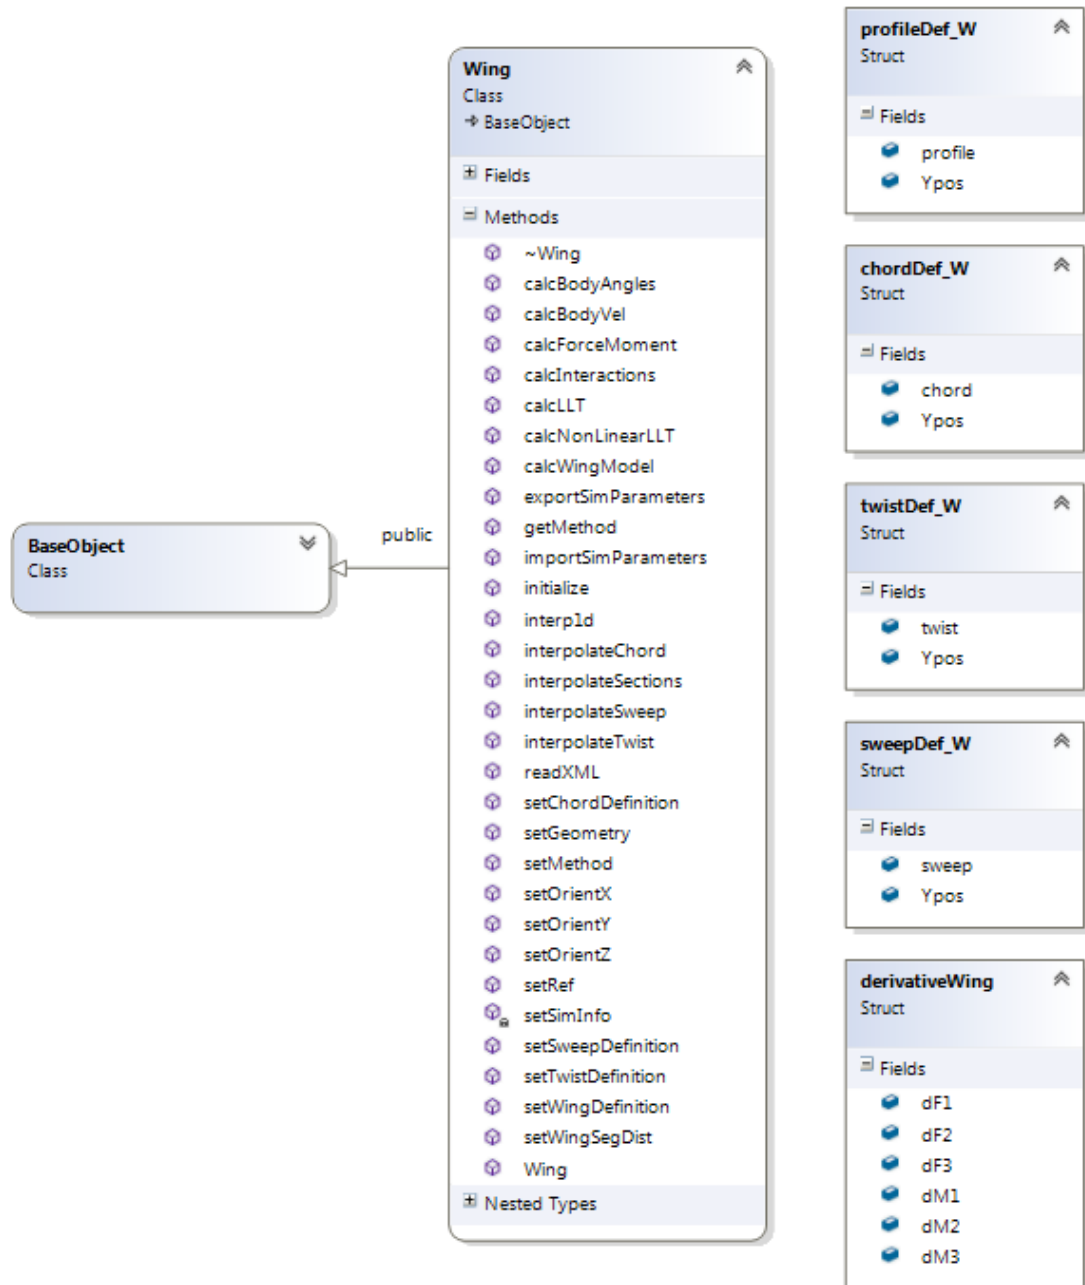 BaseObject
Class
public
Wing
Class
BaseObject
Fields
Methods
~Wing
calcBodyAngles
calcBodyVel
calcForceMoment
calcInteractions
calcLLT
calcNonLinearLLT
calcWingModel
exportSimParameters
getMethod
importSimParameters
initialize
interp1d
interpolateChord
interpolateSections
interpolateSweep
interpolateTwist
readXML
setChordDefinition
setGeometry
setMethod
setOrientX
setOrientY
setOrientZ
setRef
setSimInfo
setSweepDefinition
setTwistDefinition
setWingDefinition
setWingSegDist
Wing
Nested Types
profileDef_W
Struct
Fields
profile
Ypos
chordDef_W
Struct
Fields
chord
Ypos
twistDef_W
Struct
Fields
twist
Ypos
sweepDef_W
Struct
Fields
sweep
Ypos
derivativeWing
Struct
Fields
dF1
dF2
dF3
dM1
dM2
dM3